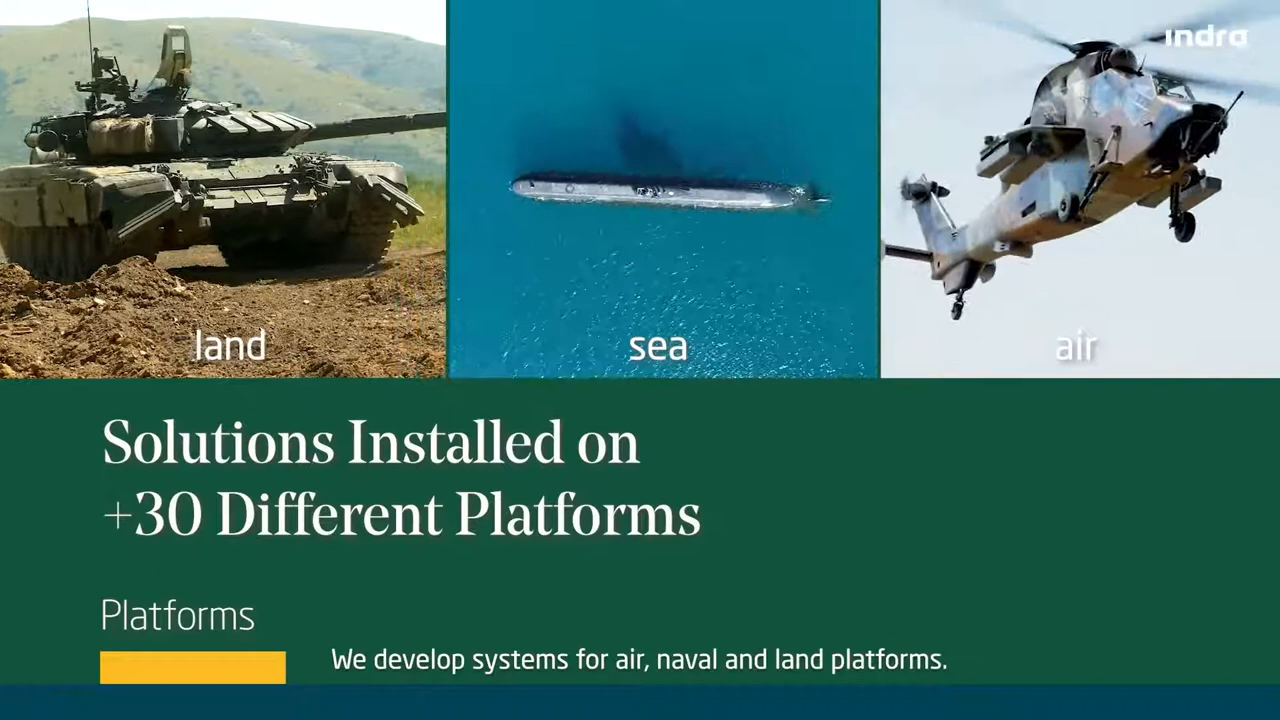 indra
land
sea
air
Solutions Installed on
+30 Different Platforms
Platforms
We develop systems for air, naval and land platforms.